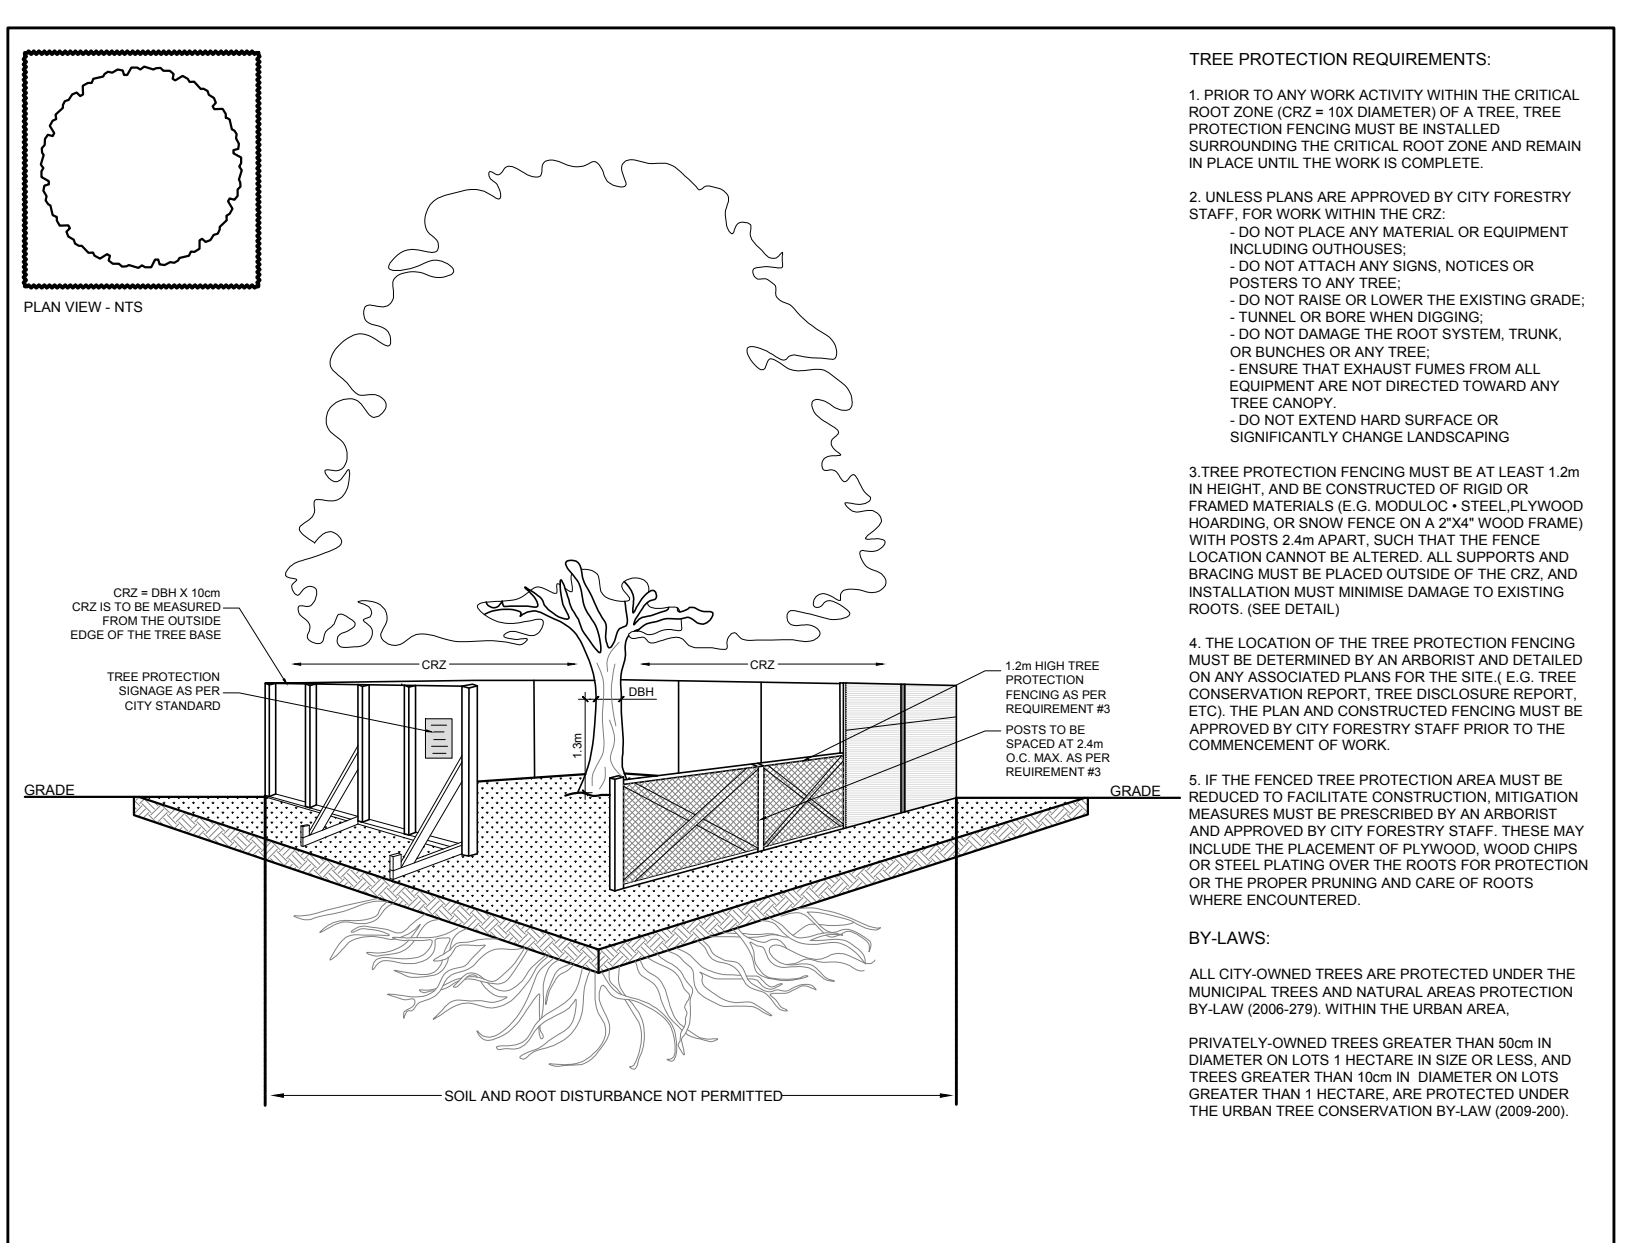 PLAN VIEW - NTS
CRZ = DBH X 10cm
CRZ IS TO BE MEASURED
FROM THE OUTSIDE
EDGE OF THE TREE BASE
TREE PROTECTION
SIGNAGE AS PER
CITY STANDARD
CRZ
CRZ
DBH
1.3m
1.2m HIGH TREE
PROTECTION
FENCING AS PER
REQUIREMENT #3
POSTS TO BE
SPACED AT 2.4m
O.C. MAX. AS PER
REUIREMENT #3
GRADE
GRADE
SOIL AND ROOT DISTURBANCE NOT PERMITTED
TREE PROTECTION REQUIREMENTS:
1. PRIOR TO ANY WORK ACTIVITY WITHIN THE CRITICAL
ROOT ZONE (CRZ = 10X DIAMETER) OF A TREE, TREE
PROTECTION FENCING MUST BE INSTALLED
SURROUNDING THE CRITICAL ROOT ZONE AND REMAIN
IN PLACE UNTIL THE WORK IS COMPLETE.
2. UNLESS PLANS ARE APPROVED BY CITY FORESTRY
STAFF, FOR WORK WITHIN THE CRZ:
- DO NOT PLACE ANY MATERIAL OR EQUIPMENT
INCLUDING OUTHOUSES;
- DO NOT ATTACH ANY SIGNS, NOTICES OR
POSTERS TO ANY TREE;
- DO NOT RAISE OR LOWER THE EXISTING GRADE;
- TUNNEL OR BORE WHEN DIGGING;
- DO NOT DAMAGE THE ROOT SYSTEM, TRUNK,
OR BUNCHES OR ANY TREE;
- ENSURE THAT EXHAUST FUMES FROM ALL
EQUIPMENT ARE NOT DIRECTED TOWARD ANY
TREE CANOPY.
- DO NOT EXTEND HARD SURFACE OR
SIGNIFICANTLY CHANGE LANDSCAPING
3.TREE PROTECTION FENCING MUST BE AT LEAST 1.2m
IN HEIGHT, AND BE CONSTRUCTED OF RIGID OR
FRAMED MATERIALS (E.G. MODULOC • STEEL,PLYWOOD
HOARDING, OR SNOW FENCE ON A 2"X4" WOOD FRAME)
WITH POSTS 2.4m APART, SUCH THAT THE FENCE
LOCATION CANNOT BE ALTERED. ALL SUPPORTS AND
BRACING MUST BE PLACED OUTSIDE OF THE CRZ, AND
INSTALLATION MUST MINIMISE DAMAGE TO EXISTING
ROOTS. (SEE DETAIL)
4. THE LOCATION OF THE TREE PROTECTION FENCING
MUST BE DETERMINED BY AN ARBORIST AND DETAILED
ON ANY ASSOCIATED PLANS FOR THE SITE.( E.G. TREE
CONSERVATION REPORT, TREE DISCLOSURE REPORT,
ETC). THE PLAN AND CONSTRUCTED FENCING MUST BE
APPROVED BY CITY FORESTRY STAFF PRIOR TO THE
COMMENCEMENT OF WORK.
5. IF THE FENCED TREE PROTECTION AREA MUST BE
REDUCED TO FACILITATE CONSTRUCTION, MITIGATION
MEASURES MUST BE PRESCRIBED BY AN ARBORIST
AND APPROVED BY CITY FORESTRY STAFF. THESE MAY
INCLUDE THE PLACEMENT OF PLYWOOD, WOOD CHIPS
OR STEEL PLATING OVER THE ROOTS FOR PROTECTION
OR THE PROPER PRUNING AND CARE OF ROOTS
WHERE ENCOUNTERED.
BY-LAWS:
ALL CITY-OWNED TREES ARE PROTECTED UNDER THE
MUNICIPAL TREES AND NATURAL AREAS PROTECTION
BY-LAW (2006-279). WITHIN THE URBAN AREA,
PRIVATELY-OWNED TREES GREATER THAN 50cm IN
DIAMETER ON LOTS 1 HECTARE IN SIZE OR LESS, AND
TREES GREATER THAN 10cm IN DIAMETER ON LOTS
GREATER THAN 1 HECTARE, ARE PROTECTED UNDER
THE URBAN TREE CONSERVATION BY-LAW (2009-200).